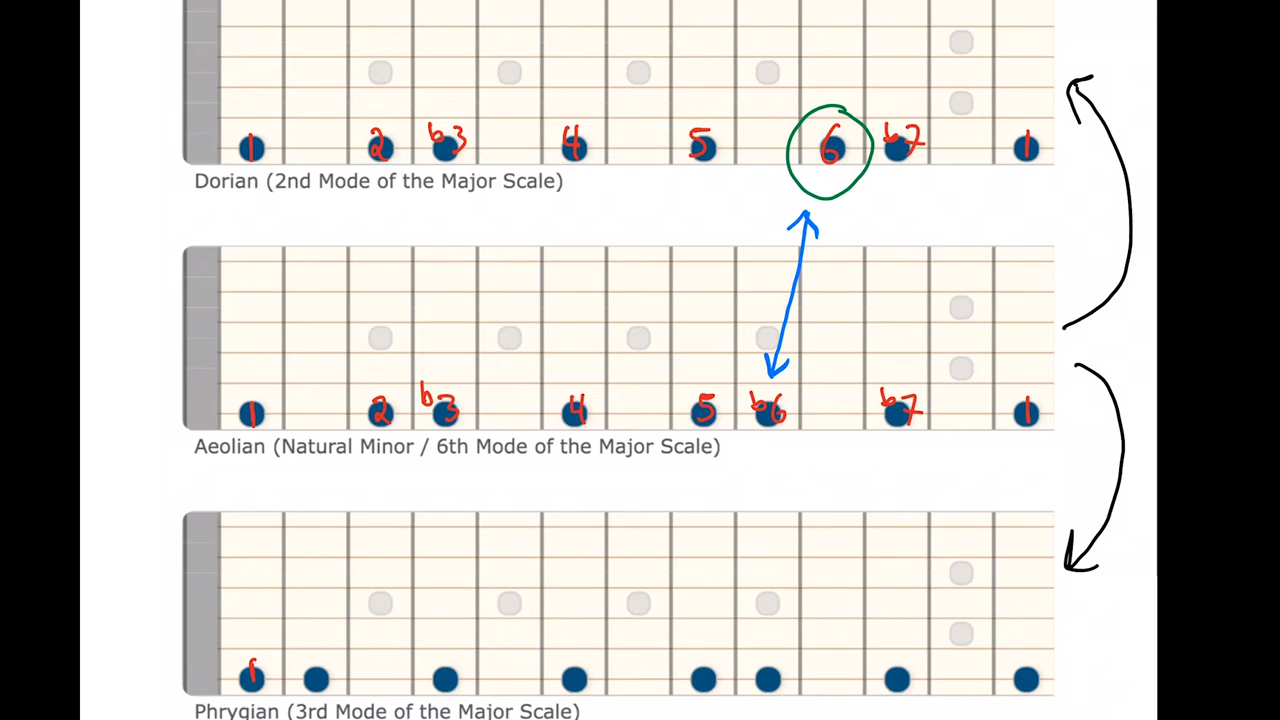 1 2 b3 4 5 6 b7 1
Dorian (2nd Mode of the Major Scale)
1 2 b3 4 5 b6 b7 1
Aeolian (Natural Minor / 6th Mode of the Major Scale)
1
Phrygian (3rd Mode of the Major Scale)